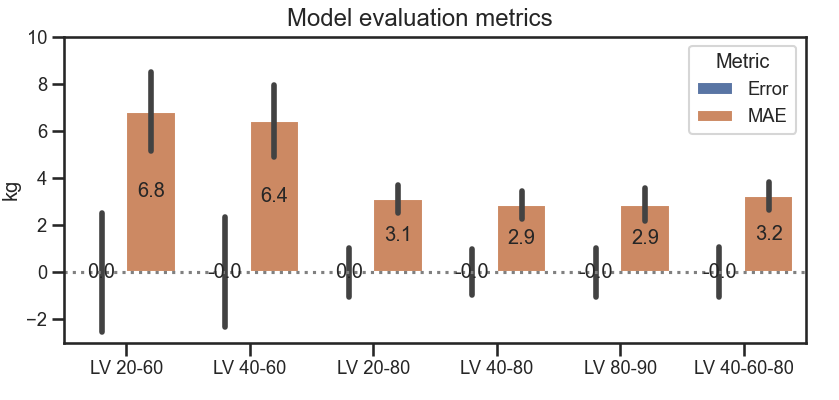 Model evaluation metrics
kg
10
8
6
4
2
0
−2
Metric
Error
MAE
6.8
6.4
3.1
2.9
2.9
3.2
0.0
-0.0
0.0
-0.0
-0.0
-0.0
LV 20-60
LV 40-60
LV 20-80
LV 40-80
LV 80-90
LV 40-60-80